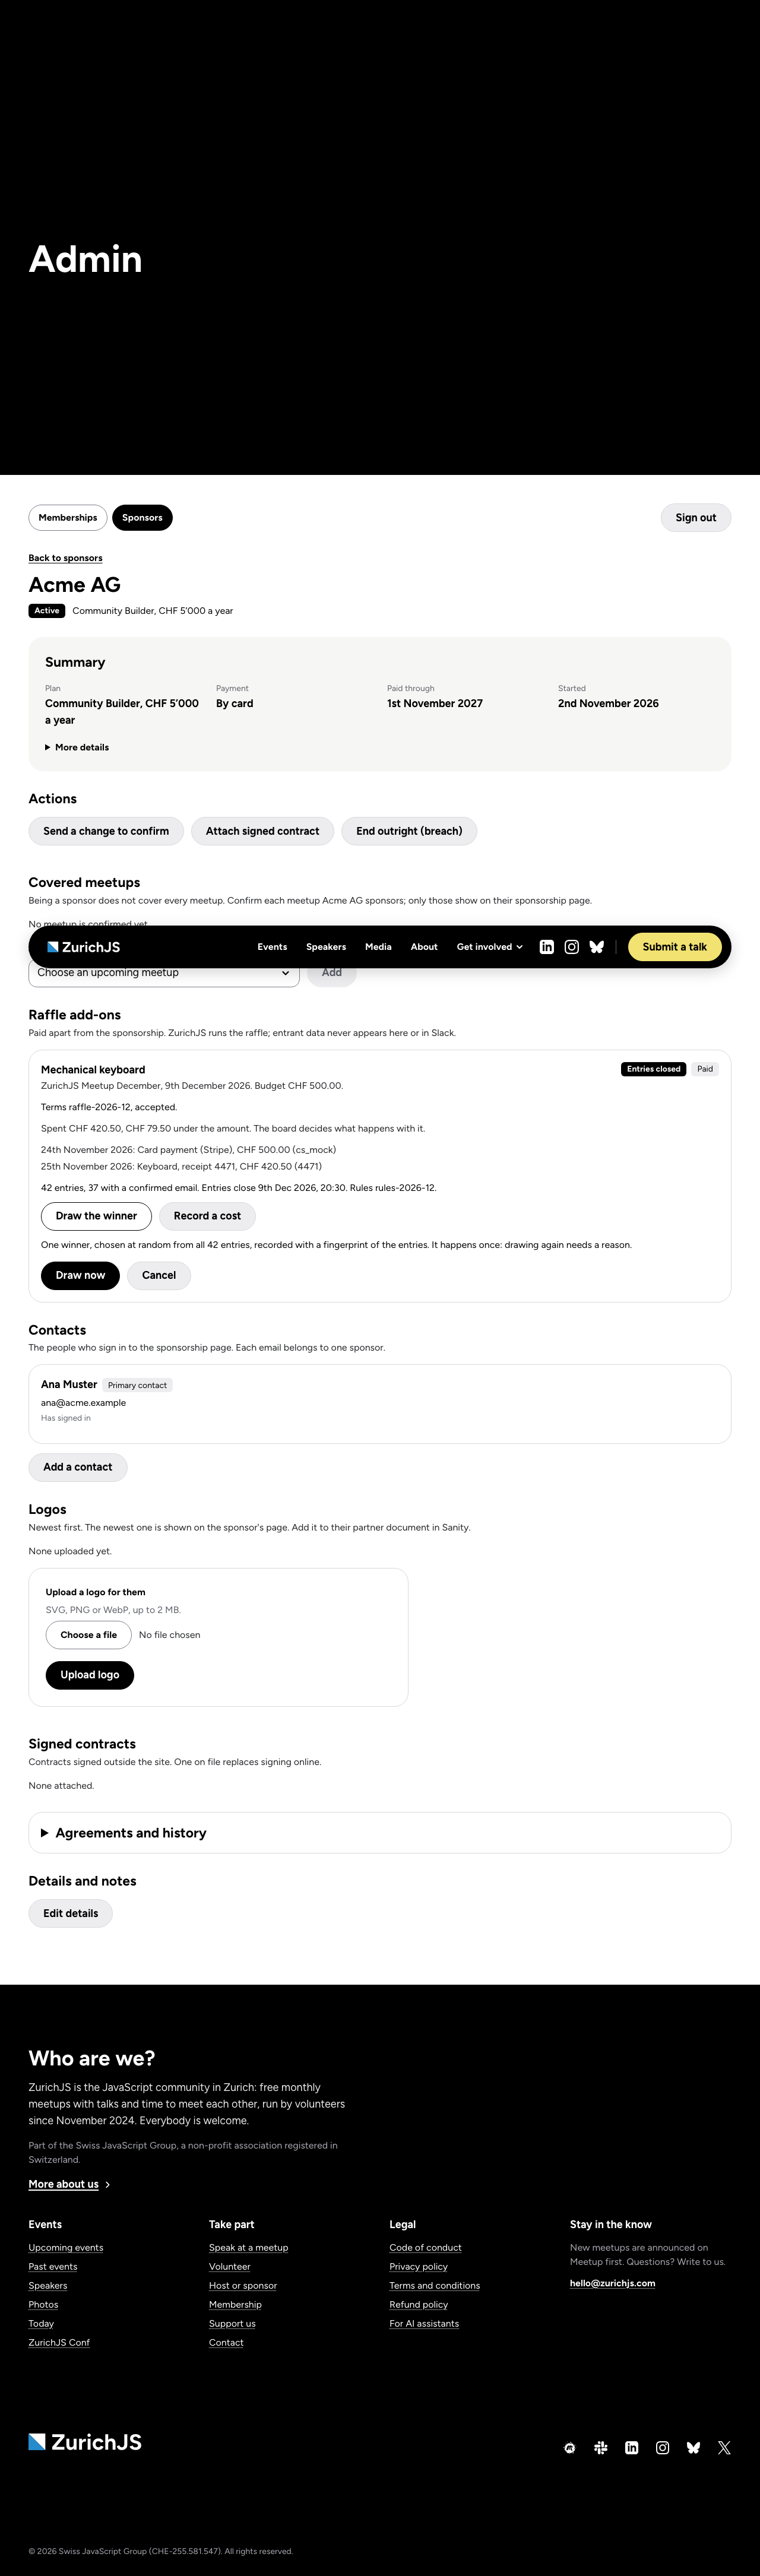 Admin
Memberships
Sponsors
Sign out
Back to sponsors
Acme AG
Active
Community Builder, CHF 5’000 a year
Summary
Plan
Community Builder, CHF 5’000
a year
Payment
By card
Paid through
1st November 2027
Started
2nd November 2026
More details
Actions
Send a change to confirm
Attach signed contract
End outright (breach)
Covered meetups
Being a sponsor does not cover every meetup. Confirm each meetup Acme AG sponsors; only those show on their sponsorship page.
No meetup is confirmed yet
ZurichJS
Events
Speakers
Media
About
Get involved
Submit a talk
Choose an upcoming meetup
Add
Raffle add-ons
Paid apart from the sponsorship. ZurichJS runs the raffle; entrant data never appears here or in Slack.
Mechanical keyboard
Entries closed
Paid
ZurichJS Meetup December, 9th December 2026. Budget CHF 500.00.
Terms raffle-2026-12, accepted.
Spent CHF 420.50, CHF 79.50 under the amount. The board decides what happens with it.
24th November 2026: Card payment (Stripe), CHF 500.00 (cs_mock)
25th November 2026: Keyboard, receipt 4471, CHF 420.50 (4471)
42 entries, 37 with a confirmed email. Entries close 9th Dec 2026, 20:30. Rules rules-2026-12.
Draw the winner
Record a cost
One winner, chosen at random from all 42 entries, recorded with a fingerprint of the entries. It happens once: drawing again needs a reason.
Draw now
Cancel
Contacts
The people who sign in to the sponsorship page. Each email belongs to one sponsor.
Ana Muster
Primary contact
ana@acme.example
Has signed in
Add a contact
Logos
Newest first. The newest one is shown on the sponsor's page. Add it to their partner document in Sanity.
None uploaded yet.
Upload a logo for them
SVG, PNG or WebP, up to 2 MB.
Choose a file
No file chosen
Upload logo
Signed contracts
Contracts signed outside the site. One on file replaces signing online.
None attached.
Agreements and history
Details and notes
Edit details
Who are we?
ZurichJS is the JavaScript community in Zurich: free monthly
meetups with talks and time to meet each other, run by volunteers
since November 2024. Everybody is welcome.
Part of the Swiss JavaScript Group, a non-profit association registered in
Switzerland.
More about us
Events
Upcoming events
Past events
Speakers
Photos
Today
ZurichJS Conf
Take part
Speak at a meetup
Volunteer
Host or sponsor
Membership
Support us
Contact
Legal
Code of conduct
Privacy policy
Terms and conditions
Refund policy
For AI assistants
Stay in the know
New meetups are announced on
Meetup first. Questions? Write to us.
hello@zurichjs.com
ZurichJS
© 2026 Swiss JavaScript Group (CHE-255.581.547). All rights reserved.